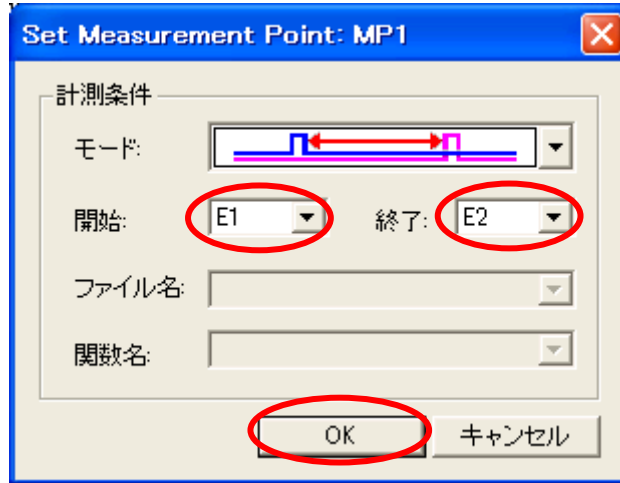 Set Measurement Point: MP1
計測条件
モード:
開始: E1 終了: E2
ファイル名:
関数名:
OK キャンセル